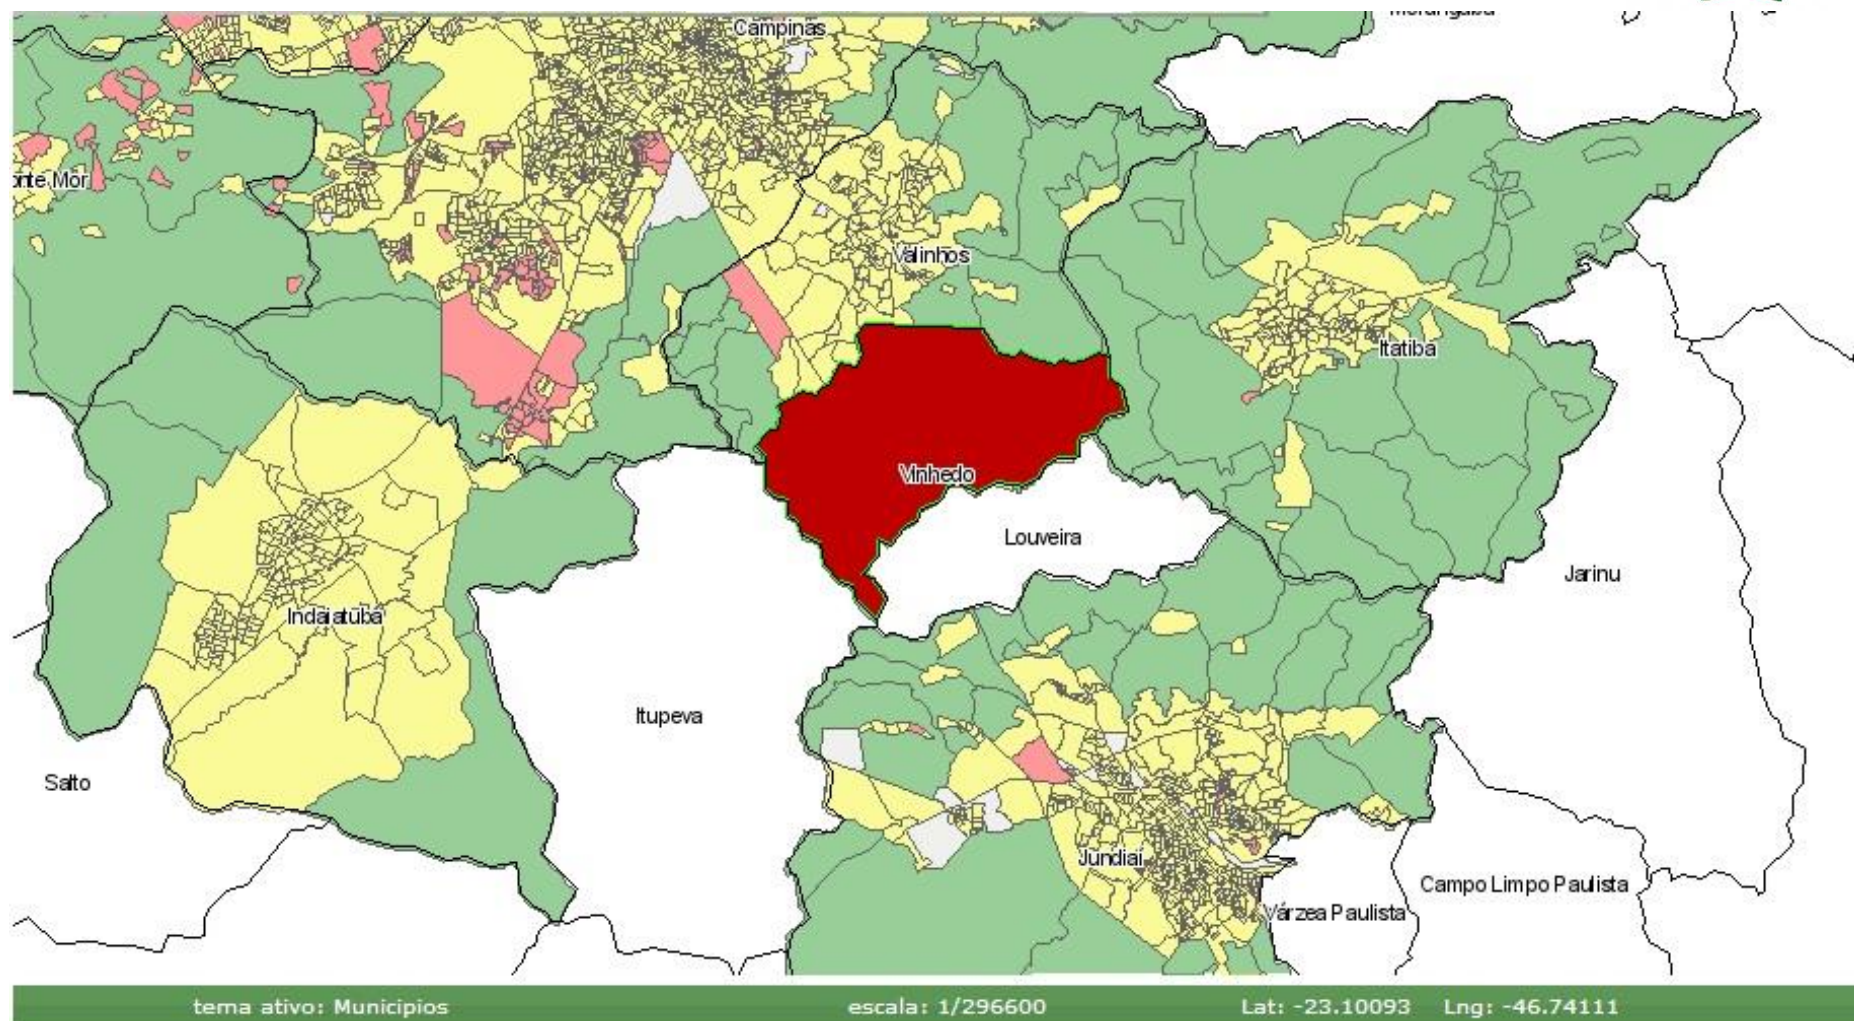 Campinas
onte Mor
Valinhos
Itatiba
Vinhedo
Louveira
Jarinu
Indaiatuba
Itupeva
Salto
Jundiaí
Campo Limpo Paulista
Várzea Paulista
tema ativo: Municipios escala: 1/296600 Lat: -23.10093 Lng: -46.74111